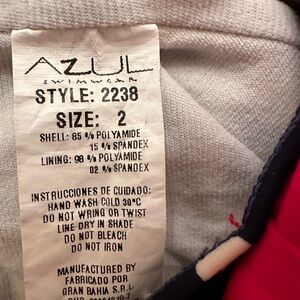 AZUL
SWIMWEAR
STYLE: 2238
SIZE: 2
SHELL: 85 % POLYAMIDE
15 % SPANDEX
LINING: 98 % POLYAMIDE
02 % SPANDEX
INSTRUCCIONES DE CUIDADO:
HAND WASH COLD 30°C
DO NOT WRING OR TWIST
LINE DRY IN SHADE
DO NOT BLEACH
DO NOT IRON
MANUFACTURED BY
FABRICADO POR
GRAN BAHIA S.R.L.